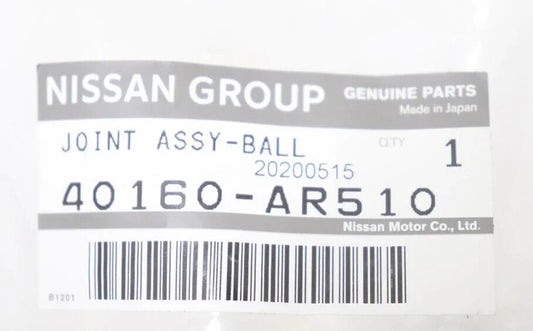 NISSAN GROUP GENUINE PARTS
Made in Japan
JOINT ASSY-BALL QTY 1
20200515
40160-AR510
Nissan Motor Co., Ltd.
B1201